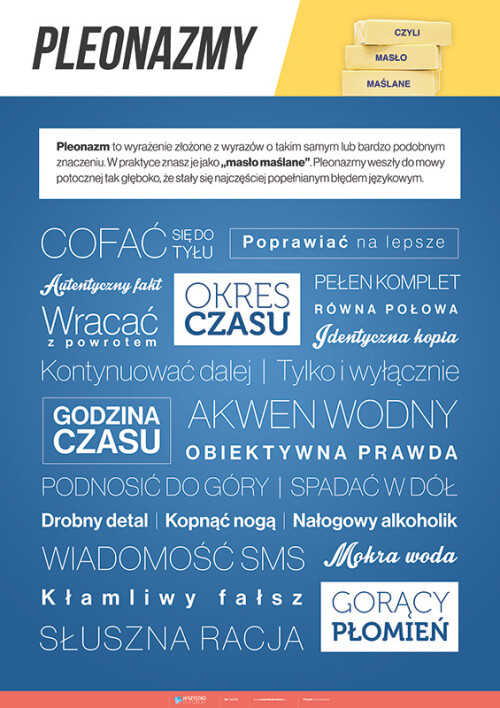 PLEONAZMY
CZYLI
MASŁO
MAŚLANE
Pleonazm to wyrażenie złożone z wyrazów o takim samym lub bardzo podobnym
znaczeniu. W praktyce znasz je jako „masło maślane”. Pleonazmy weszły do mowy
potocznej tak głęboko, że stały się najczęściej popełnianym błędem językowym.
COFAĆ SIĘ DO
TYŁU
Poprawiać na lepsze
Autentyczny fakt
OKRES
CZASU
PEŁEN KOMPLET
RÓWNA POŁOWA
Wracać
z powrotem
Identyczna kopia
Kontynuować dalej | Tylko i wyłącznie
GODZINA
CZASU
AKWEN WODNY
OBIEKTYWNA PRAWDA
PODNOSIĆ DO GÓRY | SPADAĆ W DÓŁ
Drobny detal | Kopnąć nogą | Nałogowy alkoholik
WIADOMOŚĆ SMS
Mokra woda
Kłamliwy fałsz
GORĄCY
PŁOMIEŃ
SŁUSZNA RACJA